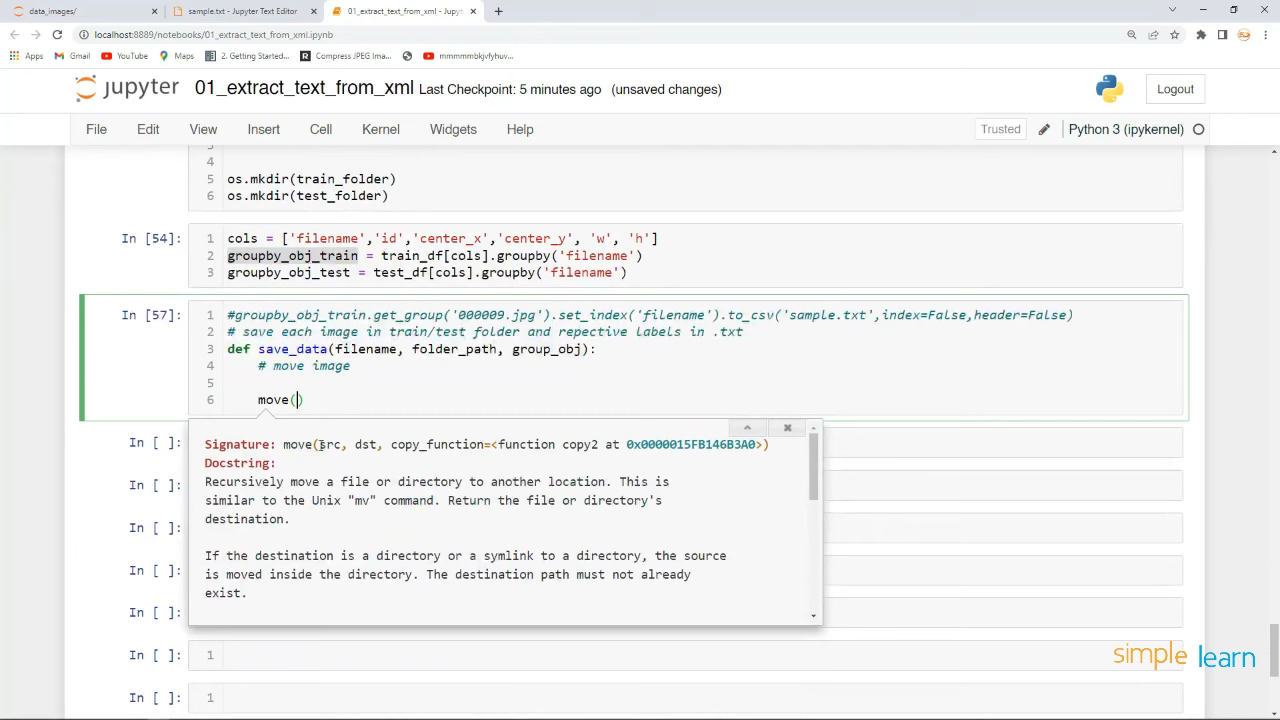 data_images/
sample.txt - Jupyter Text Editor
01_extract_text_from_xml - Jup
localhost:8889/notebooks/01_extract_text_from_xml.ipynb
Apps
Gmail
YouTube
Maps
2. Getting Started...
Compress JPEG Ima...
mmmmmbkjvfyhuv...
jupyter 01_extract_text_from_xml Last Checkpoint: 5 minutes ago (unsaved changes)
Logout
File Edit View Insert Cell Kernel Widgets Help
Trusted
Python 3 (ipykernel)
3
4
5 os.mkdir(train_folder)
6 os.mkdir(test_folder)
In [54]: 1 cols = ['filename','id','center_x','center_y', 'w', 'h']
2 groupby_obj_train = train_df[cols].groupby('filename')
3 groupby_obj_test = test_df[cols].groupby('filename')
In [57]: 1 #groupby_obj_train.get_group('000009.jpg').set_index('filename').to_csv('sample.txt',index=False,header=False)
2 # save each image in train/test folder and repective labels in .txt
3 def save_data(filename, folder_path, group_obj):
4 # move image
5
6 move()
In [ ]:
Signature: move(src, dst, copy_function=<function copy2 at 0x0000015FB146B3A0>)
Docstring:
Recursively move a file or directory to another location. This is
In [ ]:
similar to the Unix "mv" command. Return the file or directory's
destination.
In [ ]:
If the destination is a directory or a symlink to a directory, the source
In [ ]:
is moved inside the directory. The destination path must not already
exist.
In [ ]:
In [ ]: 1
simplelearn
In [ ]: 1